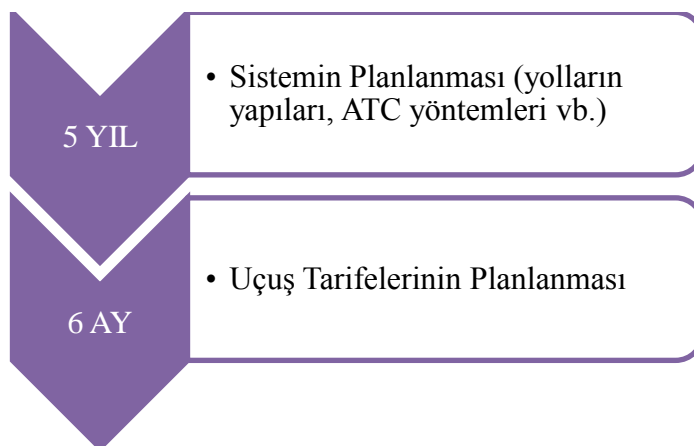 5 YIL
• Sistemin Planlanması (yolların
yapıları, ATC yöntemleri vb.)
6 AY
• Uçuş Tarifelerinin Planlanması